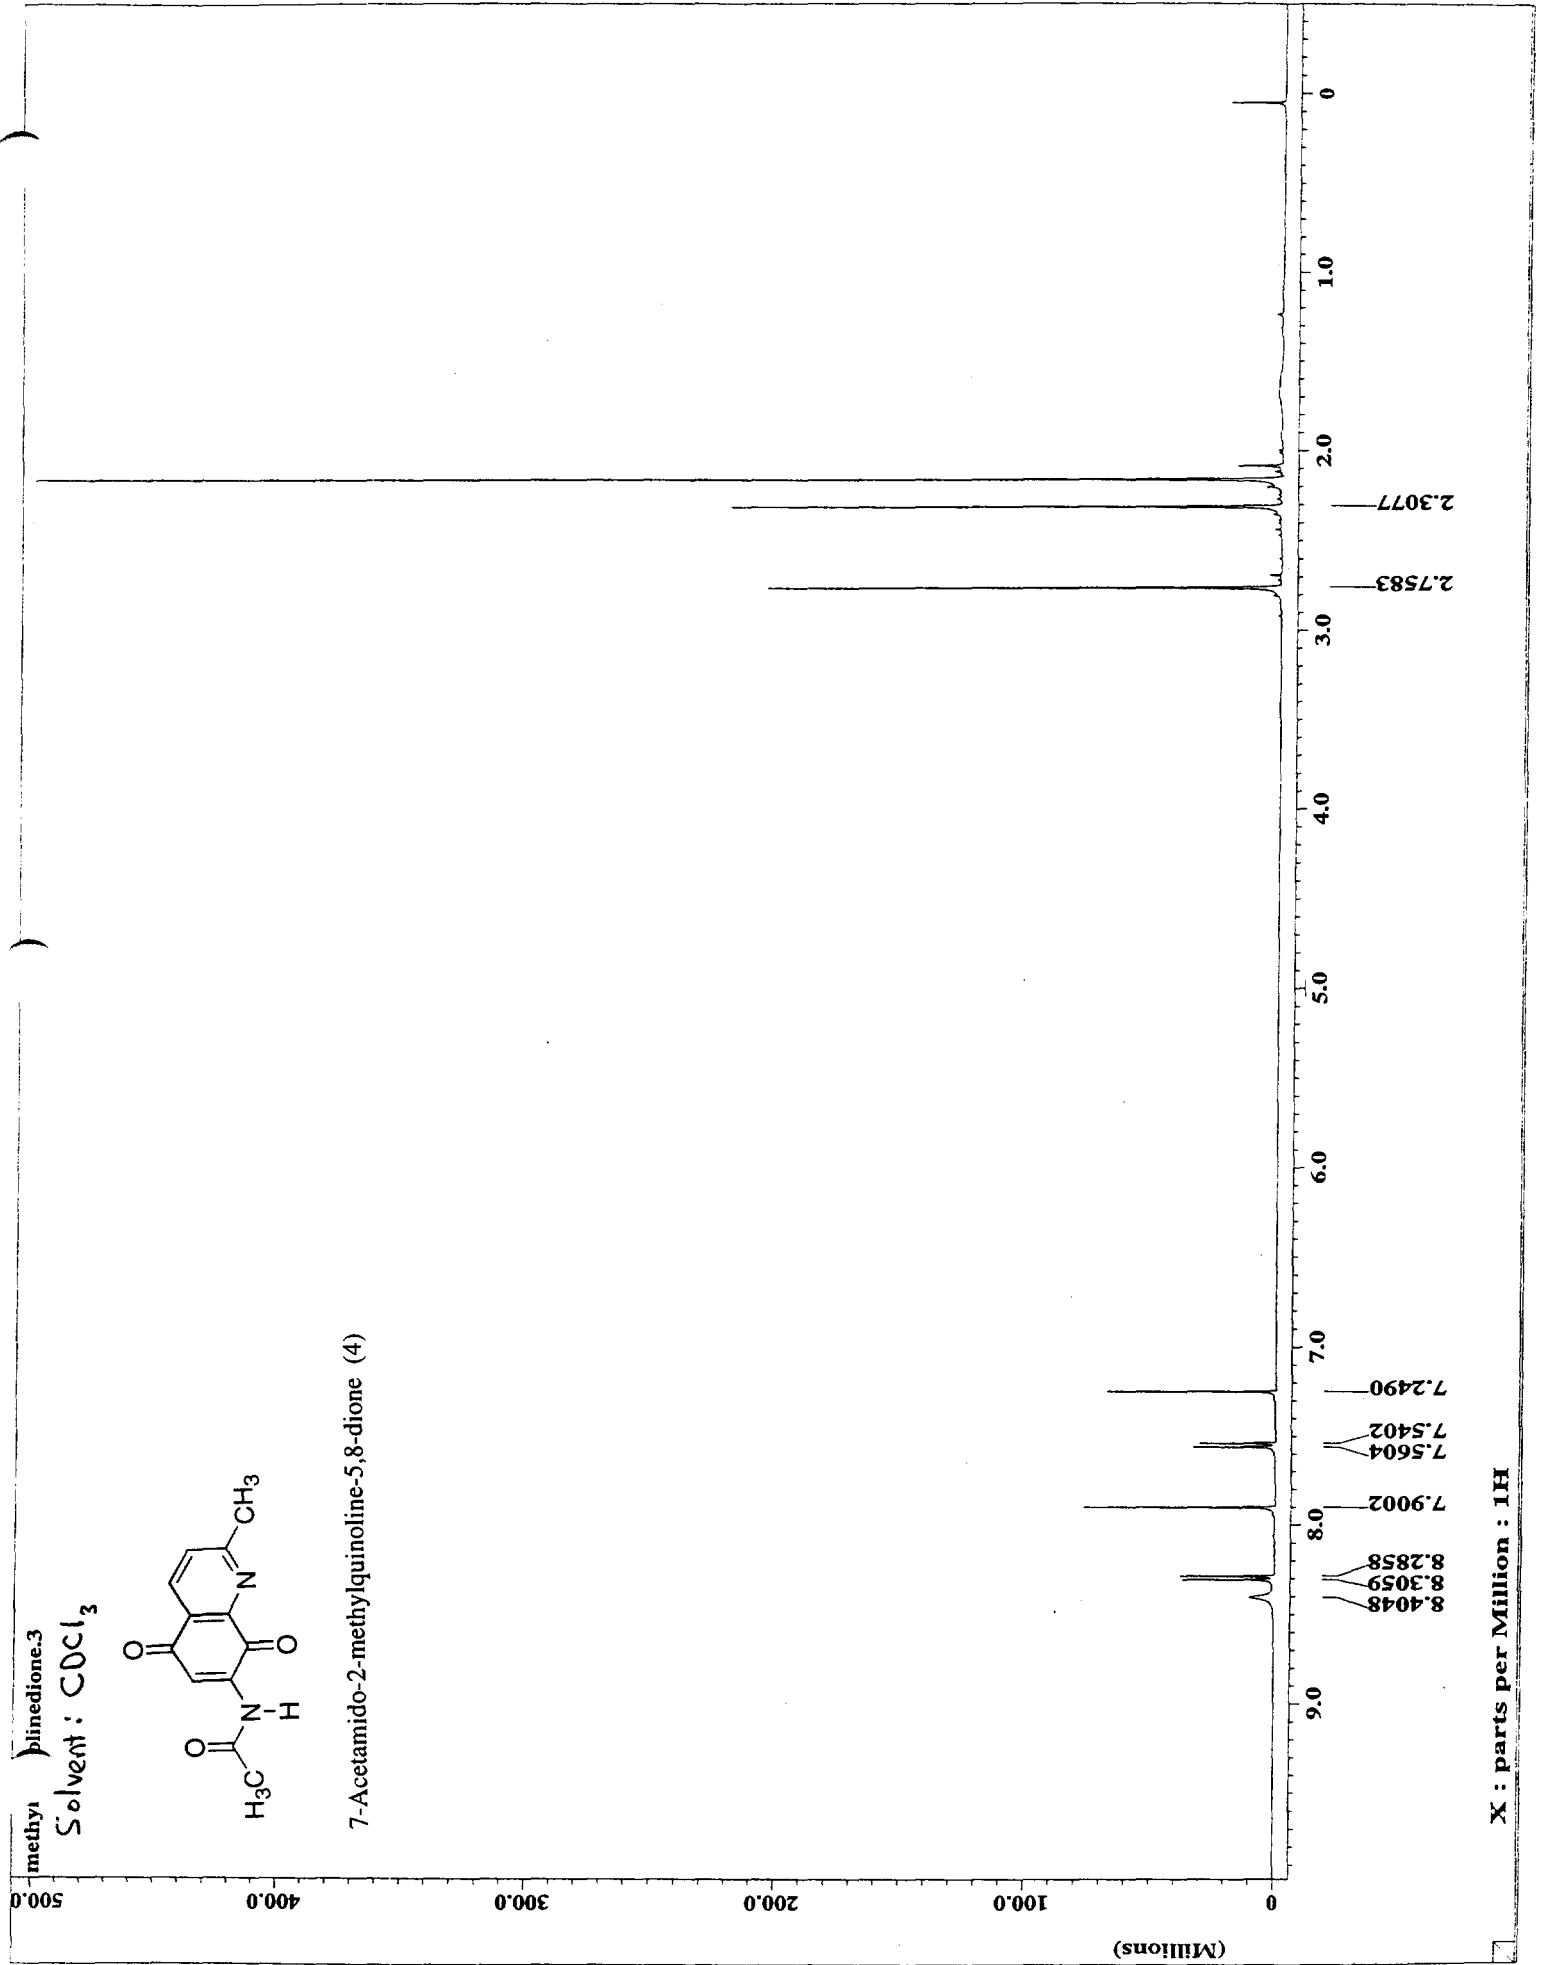 methyl
olinedione.3
Solvent: CDCl3
O
O
N
CH3
O
N-H
H3C
7-Acetamido-2-methylquinoline-5,8-dione (4)
(Millions)
500.0
400.0
300.0
200.0
100.0
0
9.0
8.0
7.0
6.0
5.0
4.0
3.0
2.0
1.0
0
8.4048
8.3059
8.2858
7.9002
7.5604
7.5402
7.2490
2.7583
2.3077
X : parts per Million : 1H